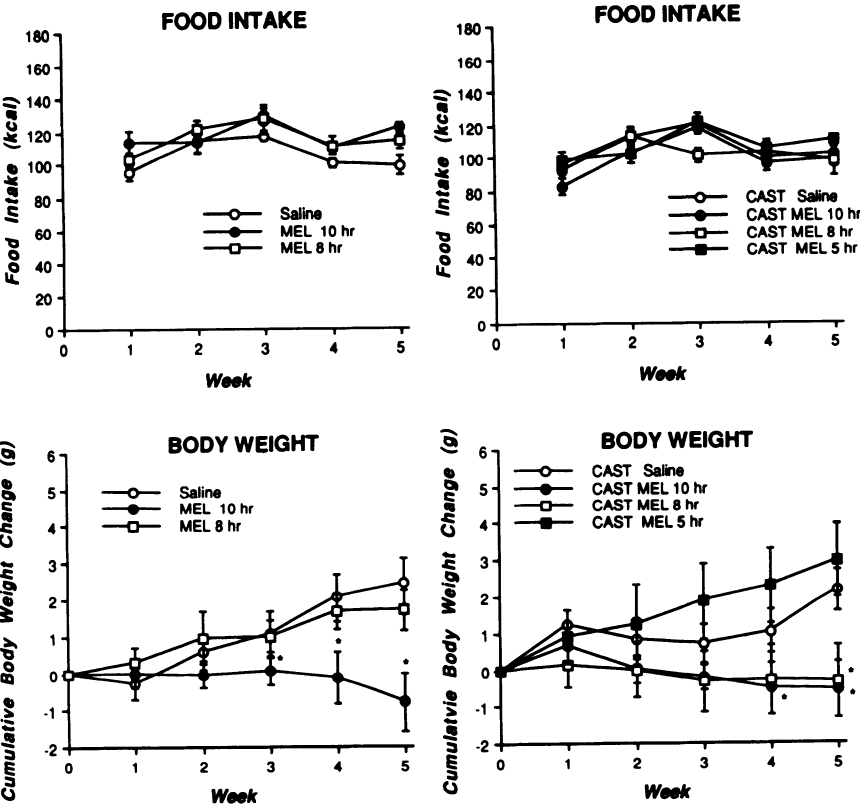 FOOD INTAKE
Food Intake (kcal)
180
160
140
120
100
80
60
40
20
0
Saline
MEL 10 hr
MEL 8 hr
0 1 2 3 4 5
Week
FOOD INTAKE
Food Intake (kcal)
180
160
140
120
100
80
60
40
20
0
CAST Saline
CAST MEL 10 hr
CAST MEL 8 hr
CAST MEL 5 hr
0 1 2 3 4 5
Week
BODY WEIGHT
Cumulative Body Weight Change (g)
6
5
4
3
2
1
0
-1
-2
Saline
MEL 10 hr
MEL 8 hr
*
*
*
0 1 2 3 4 5
Week
BODY WEIGHT
Cumulatvie Body Weight Change (g)
6
5
4
3
2
1
0
-1
-2
CAST Saline
CAST MEL 10 hr
CAST MEL 8 hr
CAST MEL 5 hr
*
*
*
0 1 2 3 4 5
Week